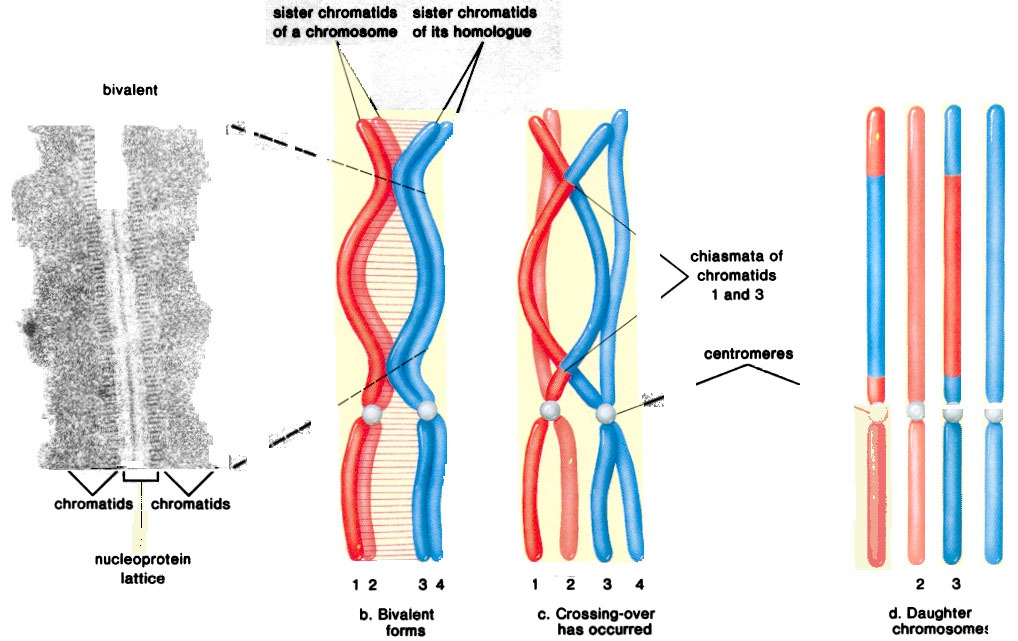 sister chromatids
of a chromosome
sister chromatids
of its homologue
bivalent
chromatids
chromatids
nucleoprotein
lattice
chiasmata of
chromatids
1 and 3
centromeres
1 2
3 4
1
2
3
4
2
3
b. Bivalent
forms
c. Crossing-over
has occurred
d. Daughter
chromosomes